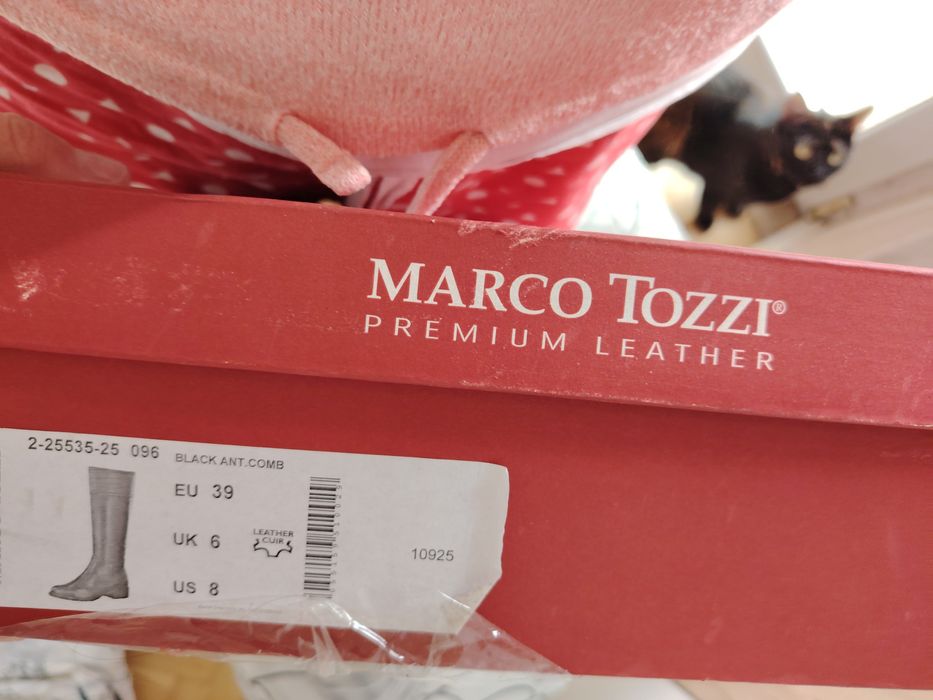 MARCO TOZZI®
PREMIUM LEATHER
2-25535-25 096 BLACK ANT.COMB
EU 39
UK 6
LEATHER
CUIR
10925
US 8